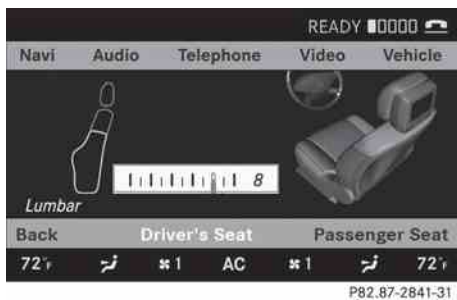 READY
Navi Audio Telephone Video Vehicle
8
Lumbar
Back Driver's Seat Passenger Seat
72°F 1 AC 1 72°F
P82.87-2841-31